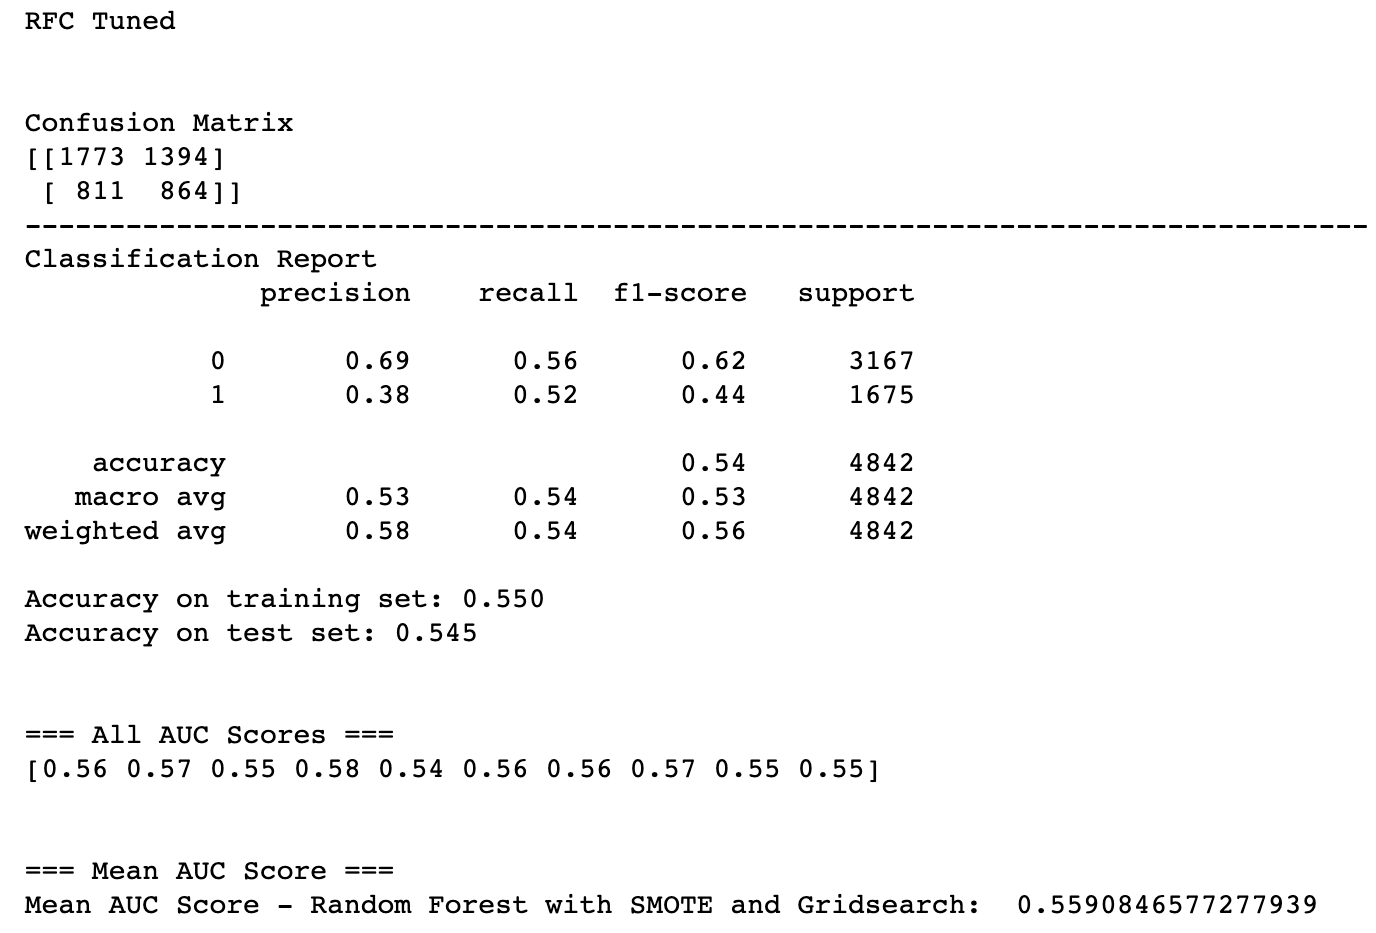 RFC Tuned
Confusion Matrix
[[1773 1394]
 [ 811  864]]
--------------------------------------------------------------------------------
Classification Report
              precision    recall  f1-score   support
           0       0.69      0.56      0.62      3167
           1       0.38      0.52      0.44      1675
    accuracy                           0.54      4842
   macro avg       0.53      0.54      0.53      4842
weighted avg       0.58      0.54      0.56      4842
Accuracy on training set: 0.550
Accuracy on test set: 0.545
=== All AUC Scores ===
[0.56 0.57 0.55 0.58 0.54 0.56 0.56 0.57 0.55 0.55]
=== Mean AUC Score ===
Mean AUC Score - Random Forest with SMOTE and Gridsearch:  0.5590846577277939